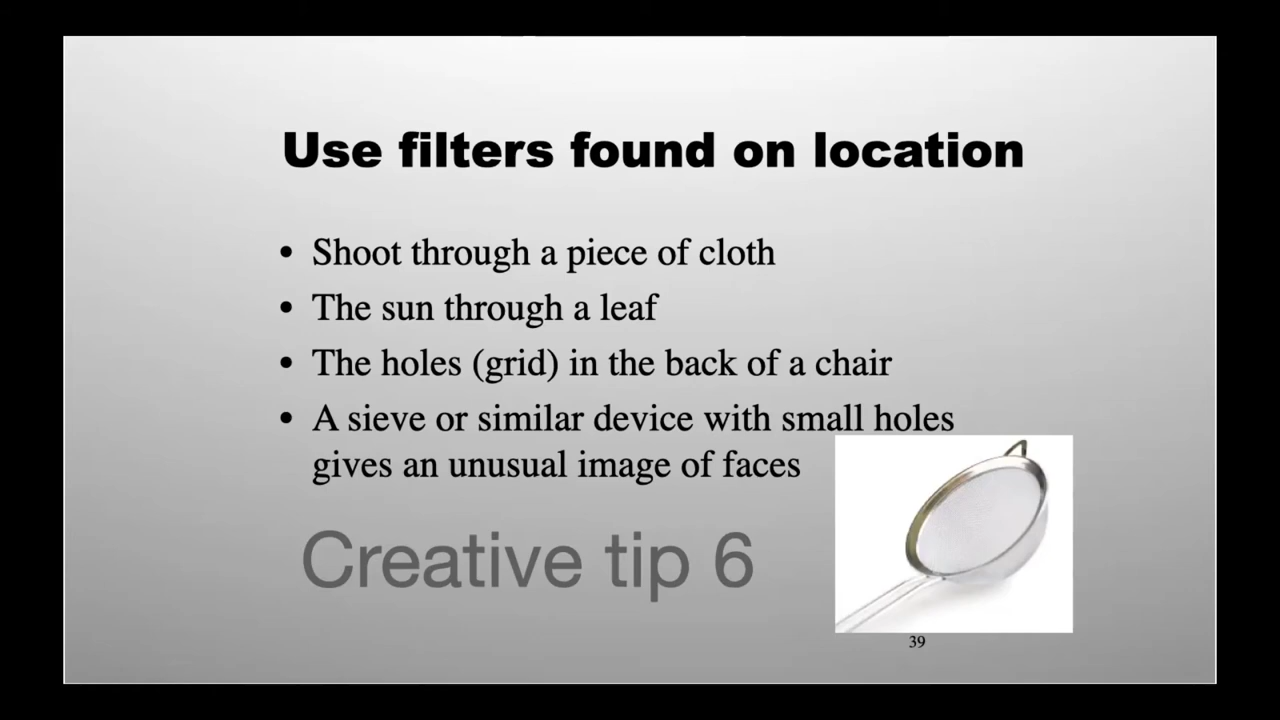 Use filters found on location
• Shoot through a piece of cloth
• The sun through a leaf
• The holes (grid) in the back of a chair
• A sieve or similar device with small holes
gives an unusual image of faces
Creative tip 6
39